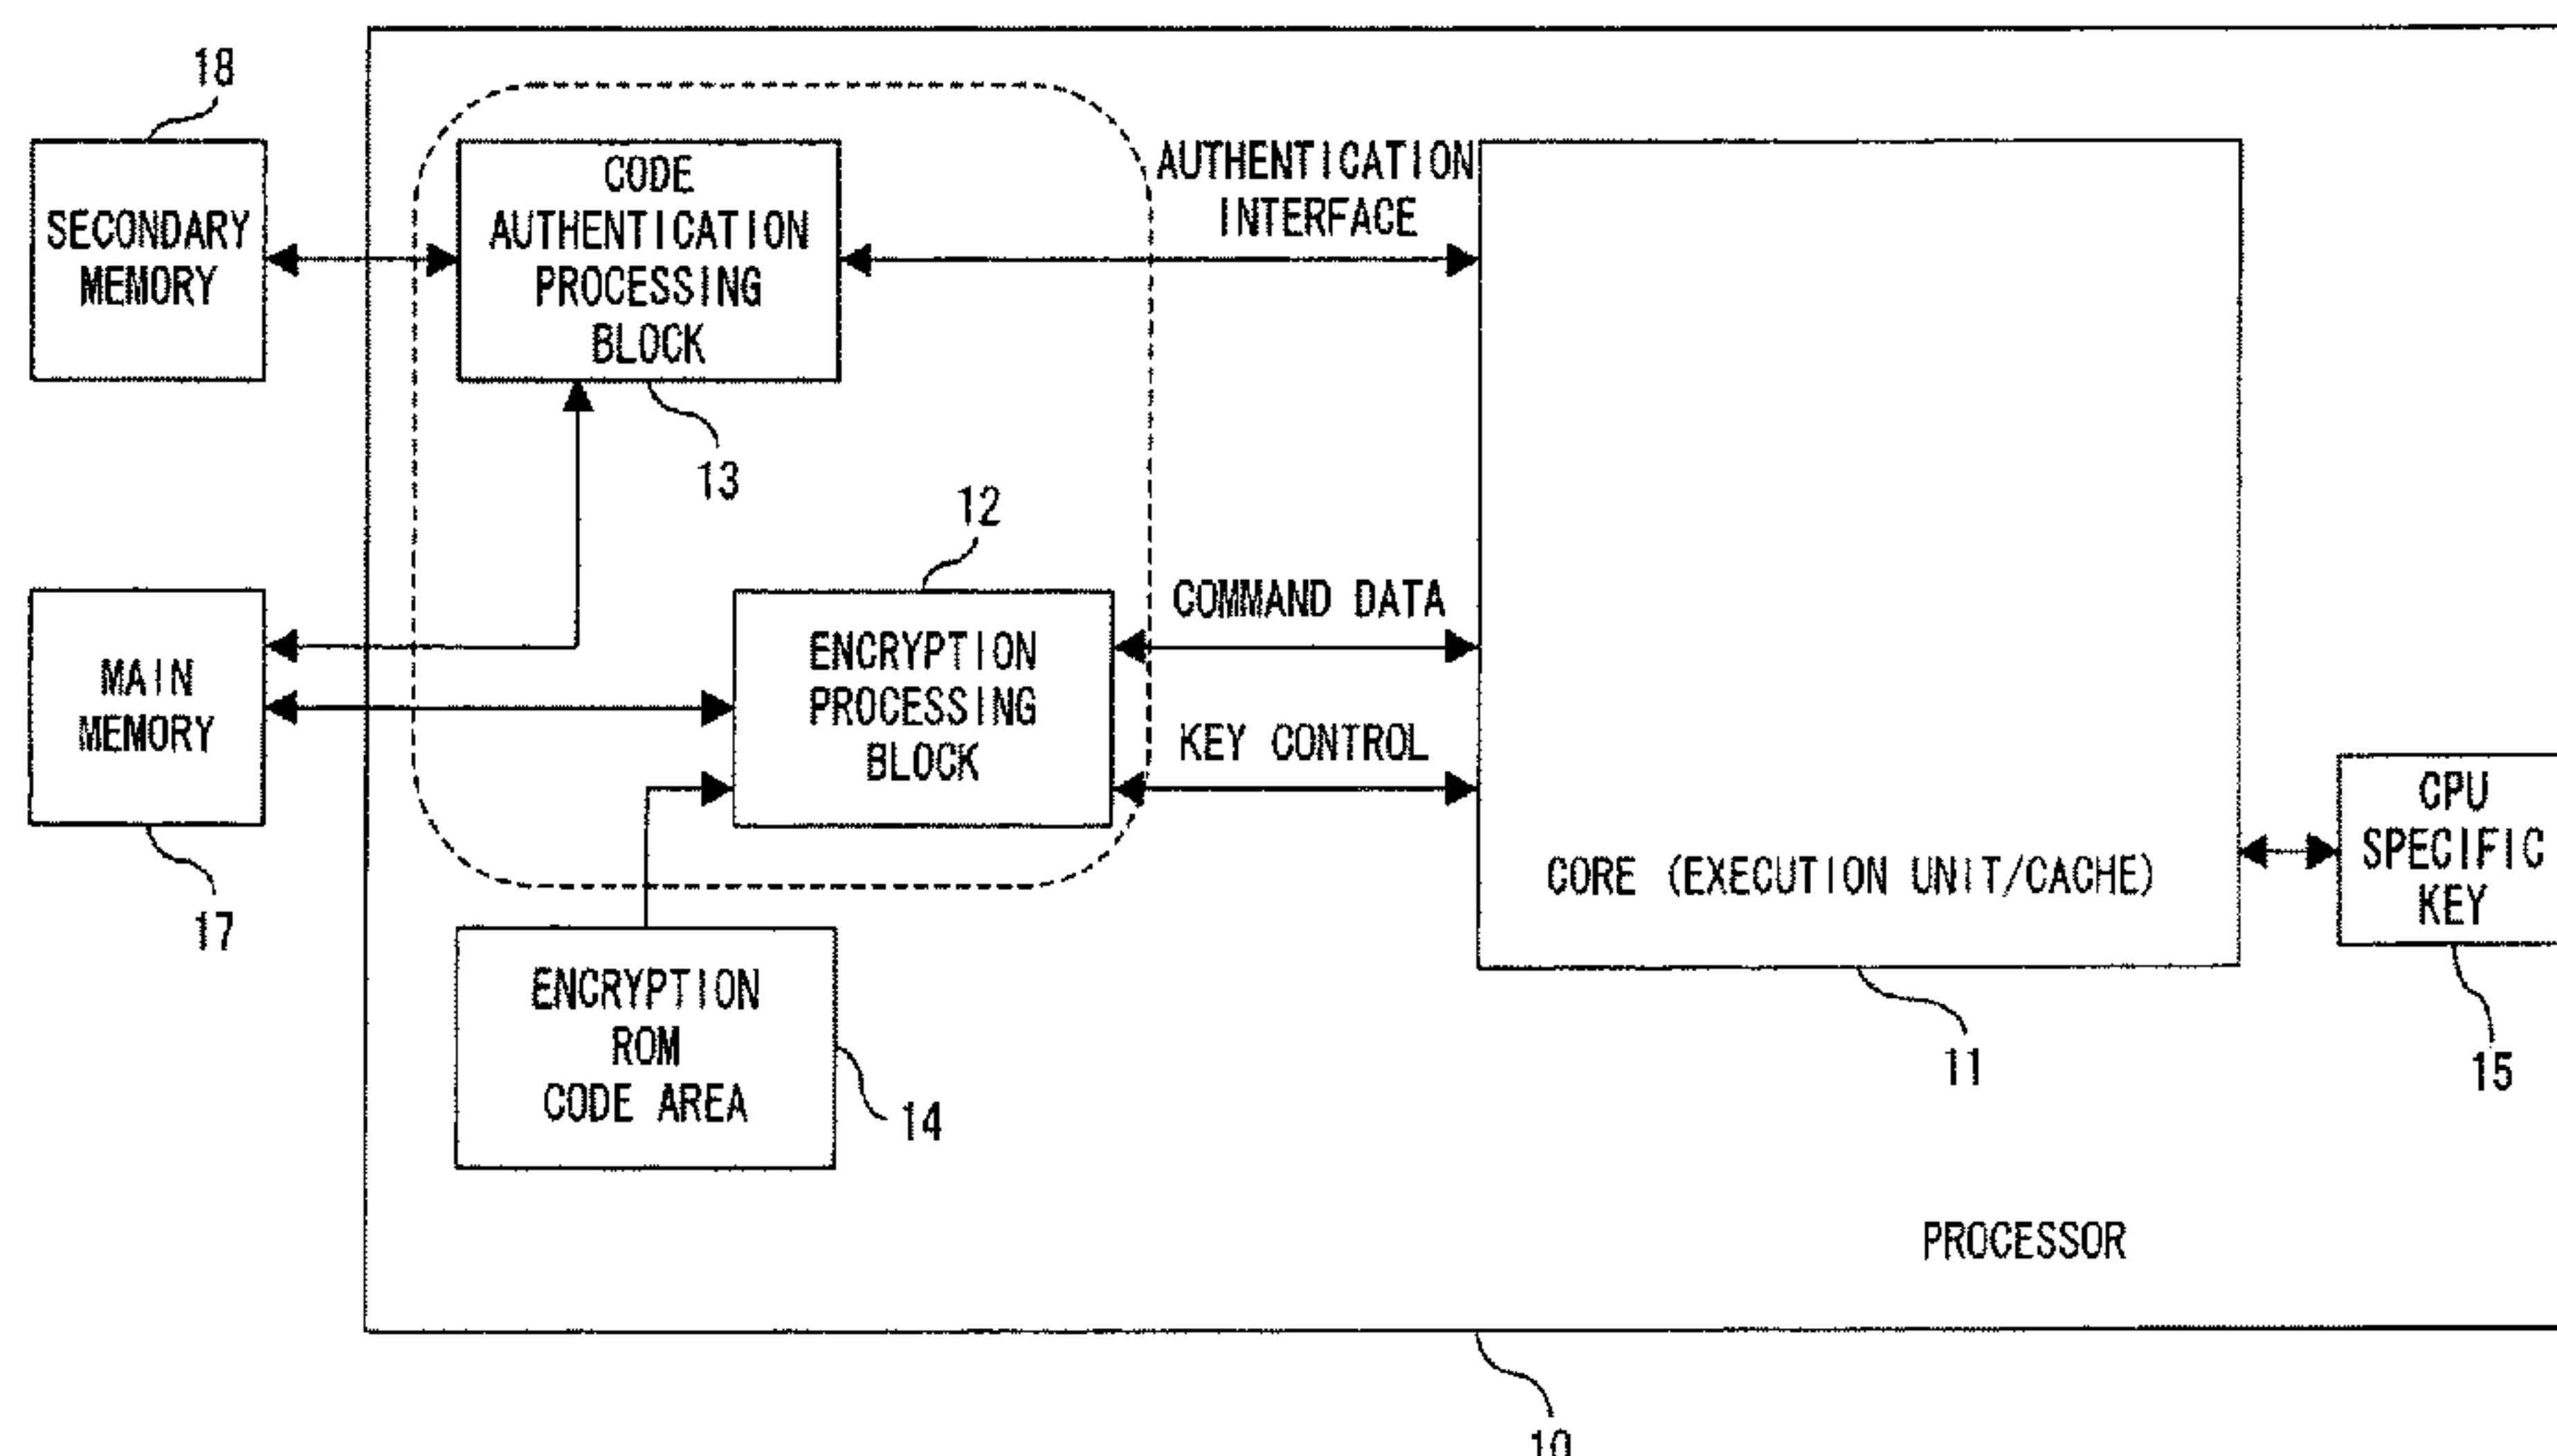 18
SECONDARY
MEMORY
CODE
AUTHENTICATION
PROCESSING
BLOCK
13
AUTHENTICATION
INTERFACE
12
MAIN
MEMORY
17
ENCRYPTION
PROCESSING
BLOCK
COMMAND DATA
KEY CONTROL
CORE (EXECUTION UNIT/CACHE)
11
CPU
SPECIFIC
KEY
15
ENCRYPTION
ROM
CODE AREA
14
PROCESSOR
10